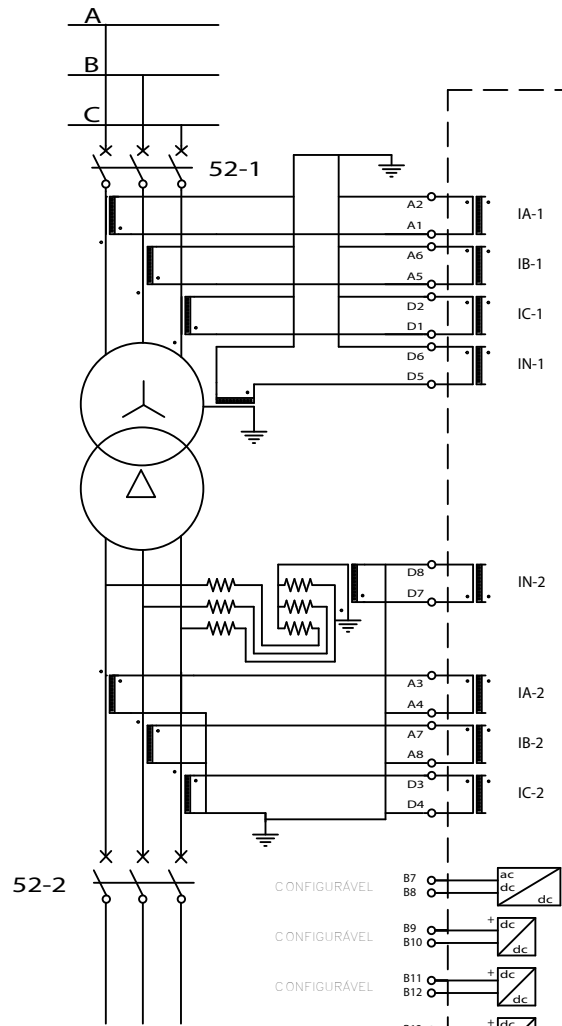 A
B
C
52-1
A2
IA-1
A1
A6
IB-1
A5
D2
IC-1
D1
D6
IN-1
D5
D8
IN-2
D7
A3
IA-2
A4
A7
IB-2
A8
D3
IC-2
D4
52-2
CONFIGURÁVEL B7 ac
B8 dc
dc
CONFIGURÁVEL B9 + dc
B10 dc
CONFIGURÁVEL B11 + dc
B12 dc
+ dc